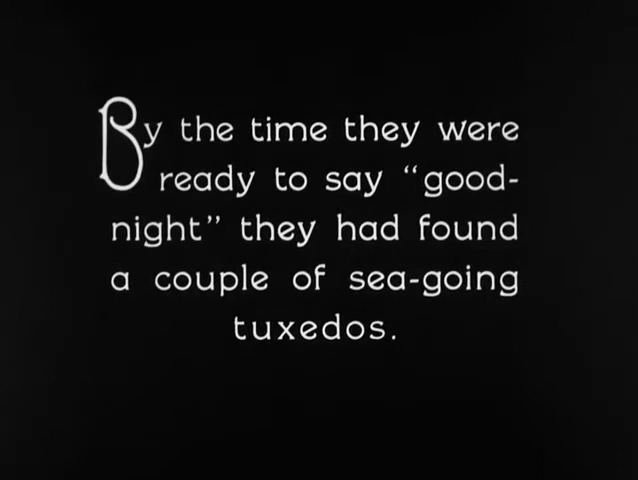 By the time they were
ready to say “good-
night” they had found
a couple of sea-going
tuxedos.